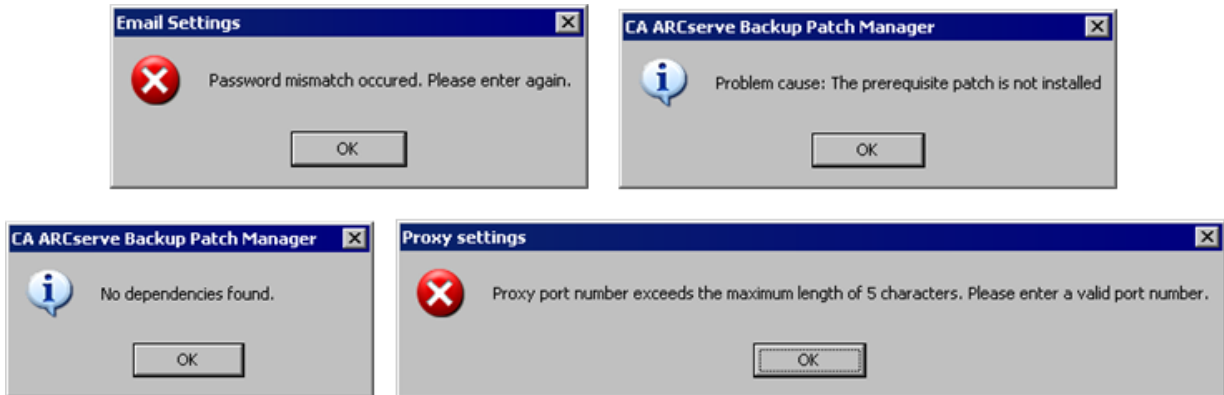 Email Settings
Password mismatch occured. Please enter again.
OK
CA ARCserve Backup Patch Manager
Problem cause: The prerequisite patch is not installed
OK
CA ARCserve Backup Patch Manager
No dependencies found.
OK
Proxy settings
Proxy port number exceeds the maximum length of 5 characters. Please enter a valid port number.
OK